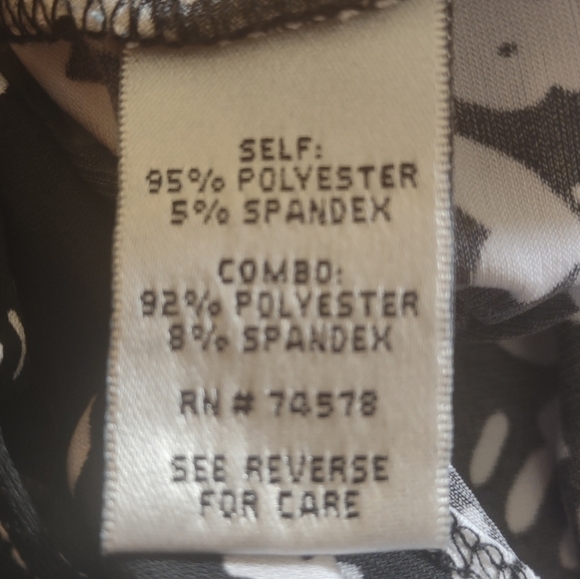 SELF:
95% POLYESTER
5% SPANDEX
COMBO:
92% POLYESTER
8% SPANDEX
RN # 74578
SEE REVERSE
FOR CARE